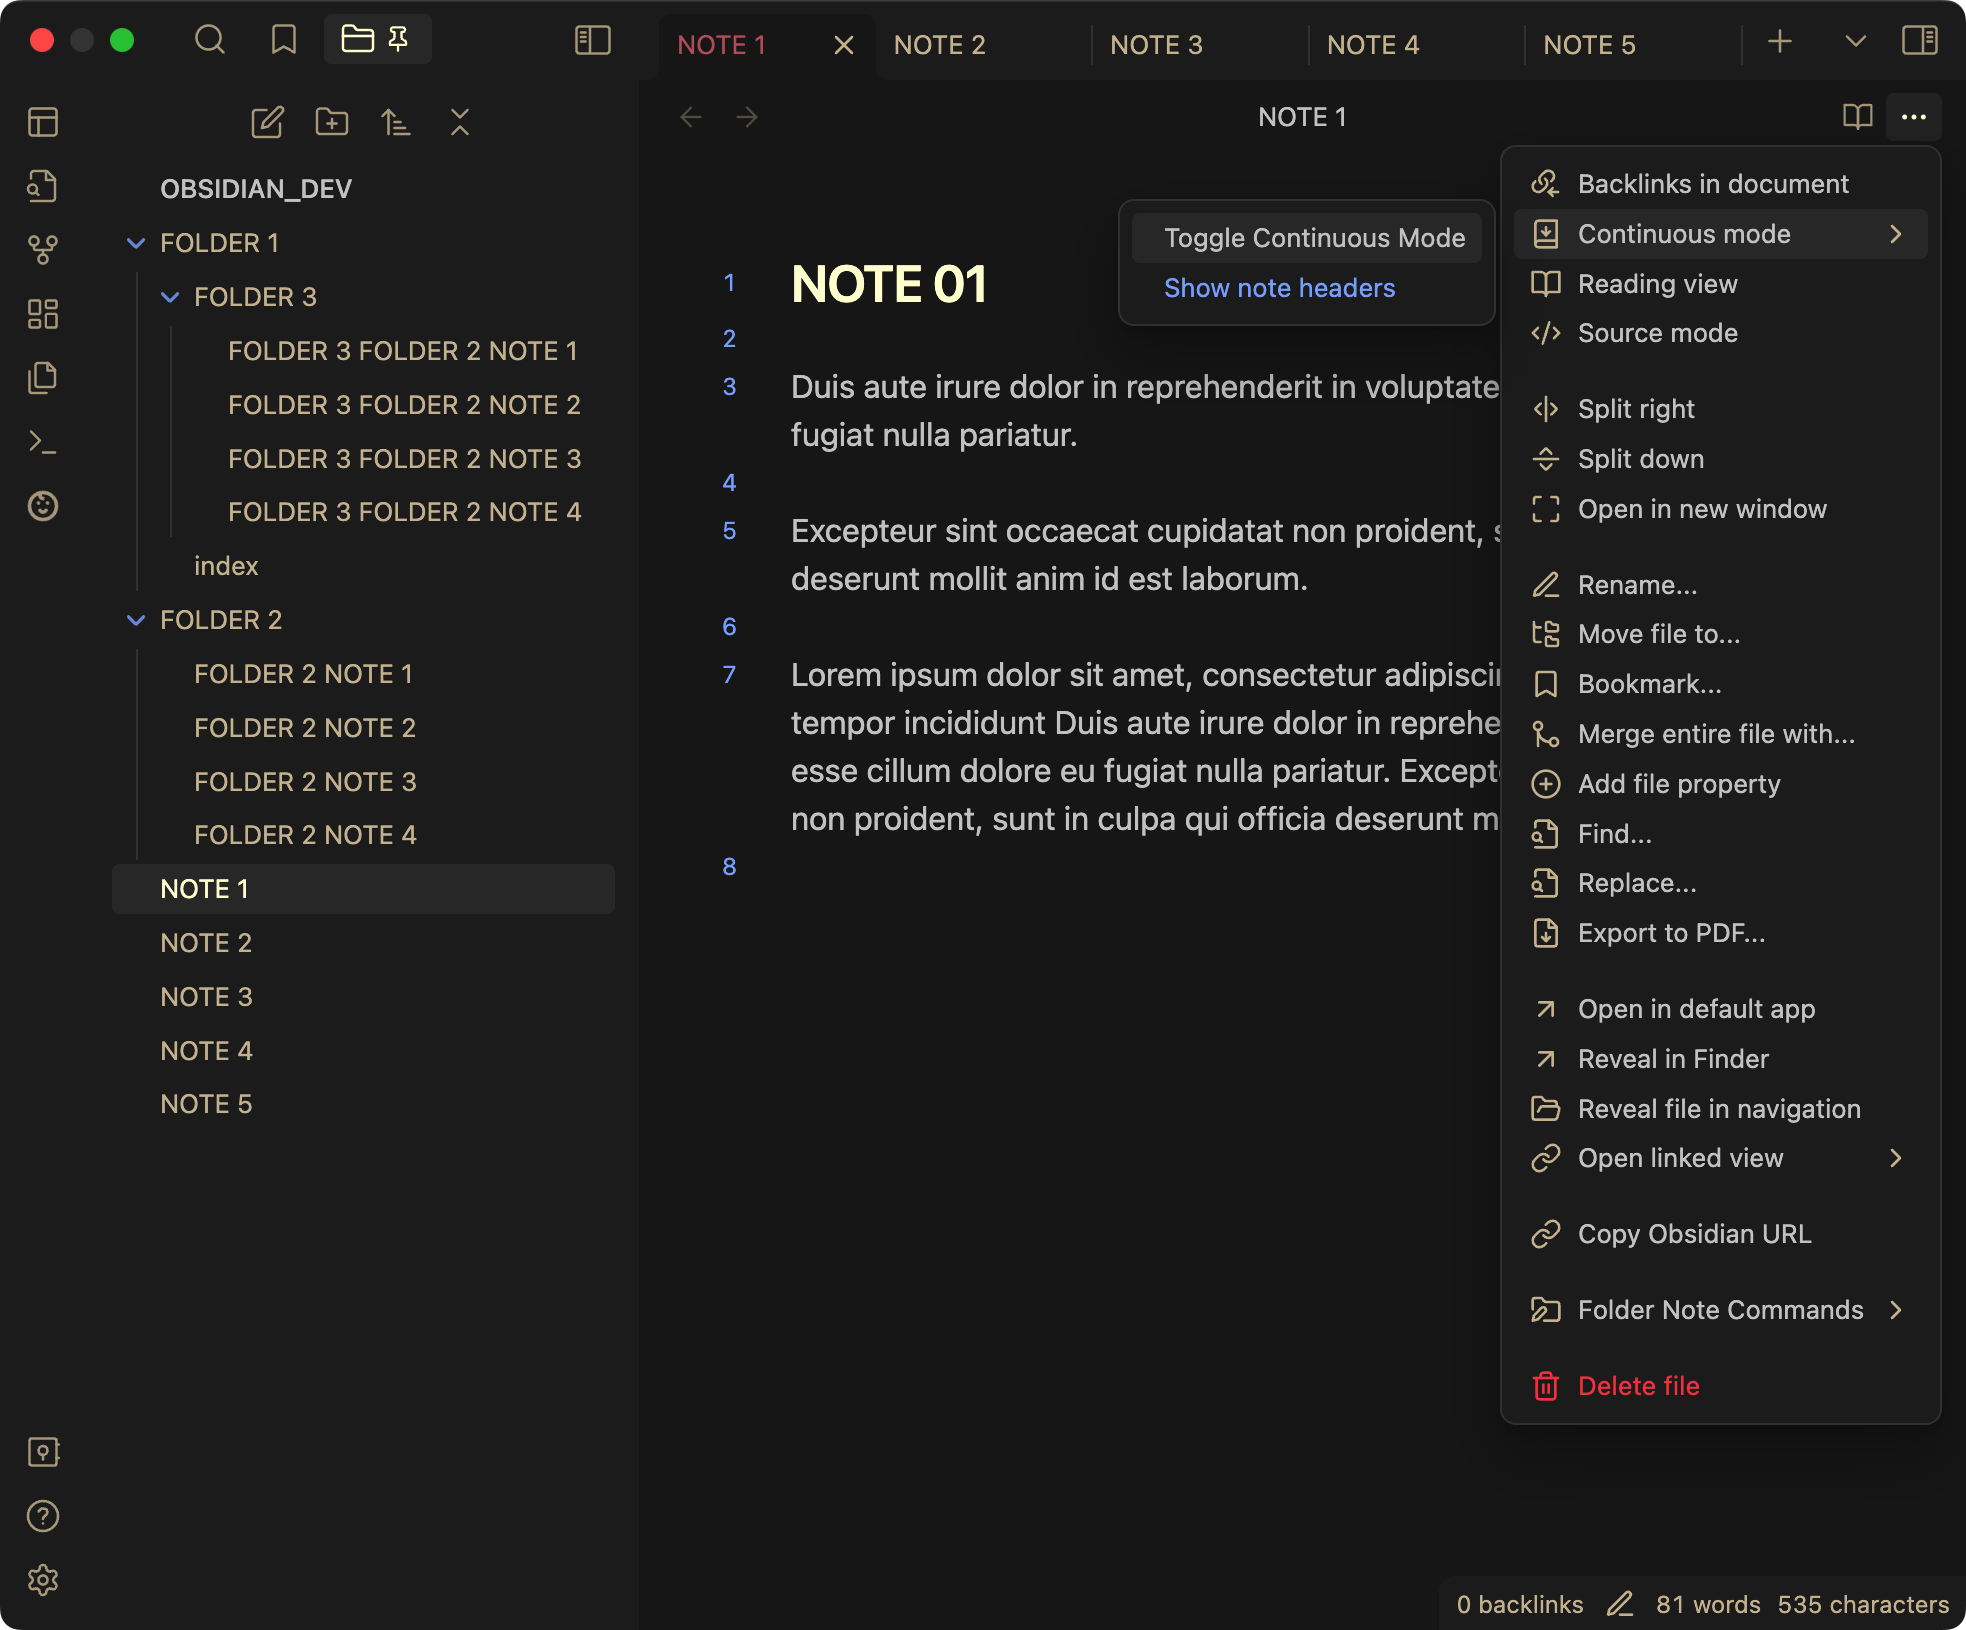 NOTE 1
NOTE 2
NOTE 3
NOTE 4
NOTE 5
OBSIDIAN_DEV
FOLDER 1
FOLDER 3
FOLDER 3 FOLDER 2 NOTE 1
FOLDER 3 FOLDER 2 NOTE 2
FOLDER 3 FOLDER 2 NOTE 3
FOLDER 3 FOLDER 2 NOTE 4
index
FOLDER 2
FOLDER 2 NOTE 1
FOLDER 2 NOTE 2
FOLDER 2 NOTE 3
FOLDER 2 NOTE 4
NOTE 1
NOTE 2
NOTE 3
NOTE 4
NOTE 5
NOTE 1
1 NOTE 01
2
3 Duis aute irure dolor in reprehenderit in voluptate
fugiat nulla pariatur.
4
5 Excepteur sint occaecat cupidatat non proident,
deserunt mollit anim id est laborum.
6
7 Lorem ipsum dolor sit amet, consectetur adipisci
tempor incididunt Duis aute irure dolor in reprehe
esse cillum dolore eu fugiat nulla pariatur. Except
non proident, sunt in culpa qui officia deserunt m
8
Toggle Continuous Mode
Show note headers
Backlinks in document
Continuous mode
Reading view
Source mode
Split right
Split down
Open in new window
Rename...
Move file to...
Bookmark...
Merge entire file with...
Add file property
Find...
Replace...
Export to PDF...
Open in default app
Reveal in Finder
Reveal file in navigation
Open linked view
Copy Obsidian URL
Folder Note Commands
Delete file
0 backlinks 81 words 535 characters